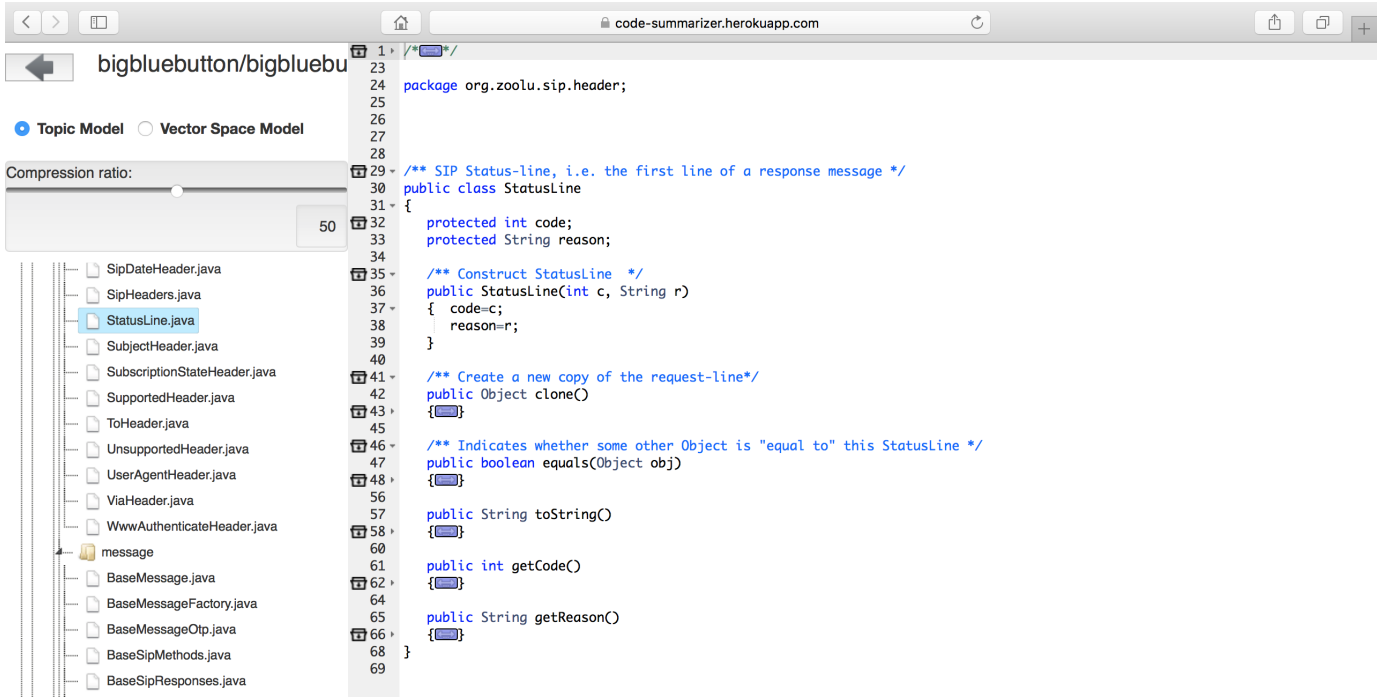 code-summarizer.herokuapp.com
bigbluebutton/bigbluebu
Topic Model
Vector Space Model
Compression ratio:
50
SipDateHeader.java
SipHeaders.java
StatusLine.java
SubjectHeader.java
SubscriptionStateHeader.java
SupportedHeader.java
ToHeader.java
UnsupportedHeader.java
UserAgentHeader.java
ViaHeader.java
WwwAuthenticateHeader.java
message
BaseMessage.java
BaseMessageFactory.java
BaseMessageOtp.java
BaseSipMethods.java
BaseSipResponses.java
1 /* */
23
24 package org.zoolu.sip.header;
25
26
27
28
29 /** SIP Status-line, i.e. the first line of a response message */
30 public class StatusLine
31 {
32 protected int code;
33 protected String reason;
34
35 /** Construct StatusLine */
36 public StatusLine(int c, String r)
37 { code=c;
38 reason=r;
39 }
40
41 /** Create a new copy of the request-line*/
42 public Object clone()
43 { }
45
46 /** Indicates whether some other Object is "equal to" this StatusLine */
47 public boolean equals(Object obj)
48 { }
56
57 public String toString()
58 { }
60
61 public int getCode()
62 { }
64
65 public String getReason()
66 { }
68 }
69